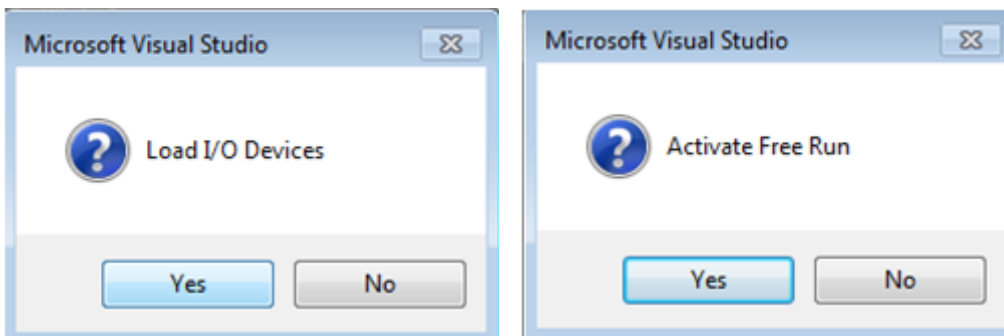 Microsoft Visual Studio
Load I/O Devices
Yes No
Microsoft Visual Studio
Activate Free Run
Yes No